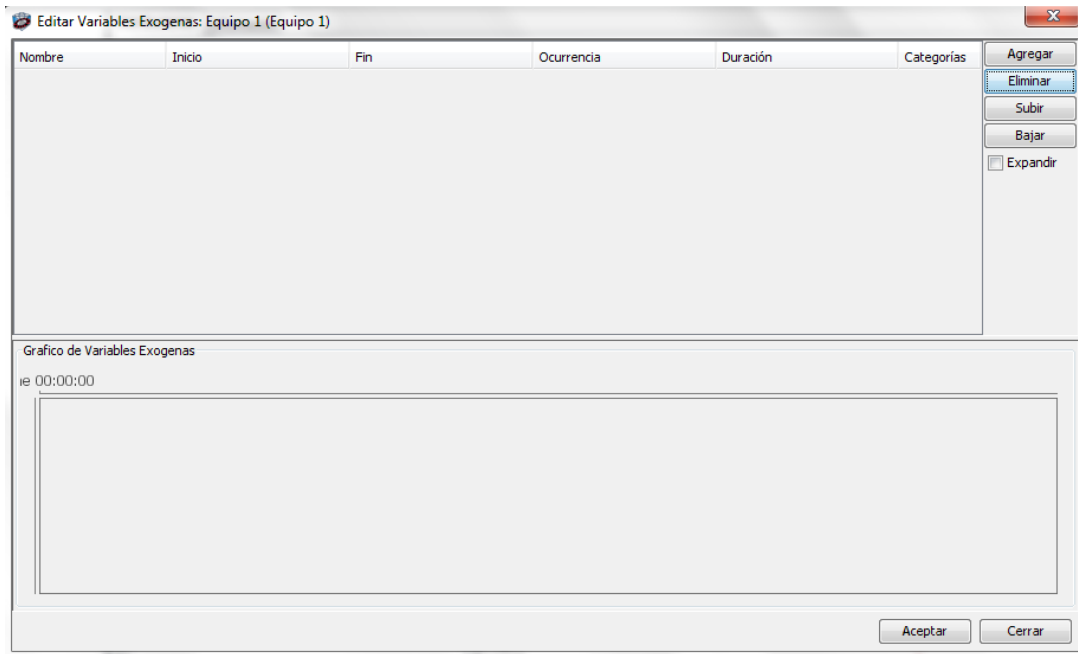 Editar Variables Exogenas: Equipo 1 (Equipo 1)
Nombre Inicio Fin Ocurrencia Duración Categorías
Agregar
Eliminar
Subir
Bajar
Expandir
Grafico de Variables Exogenas
00:00:00
Aceptar Cerrar